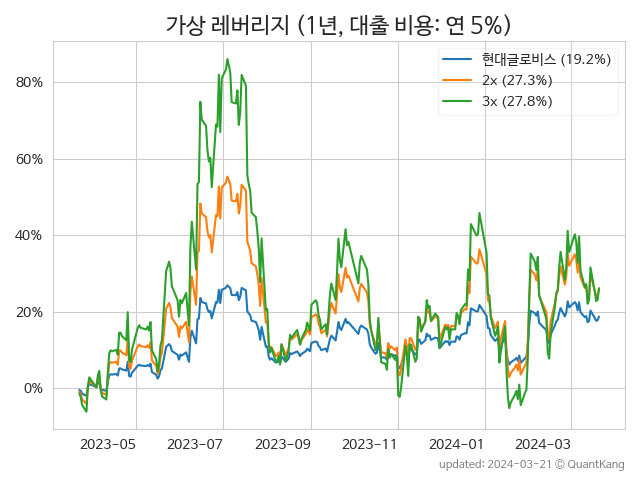 가상 레버리지 (1년, 대출 비용: 연 5%)
현대글로비스 (19.2%)
2x (27.3%)
3x (27.8%)
80%
60%
40%
20%
0%
2023-05 2023-07 2023-09 2023-11 2024-01 2024-03
updated: 2024-03-21 © QuantKang